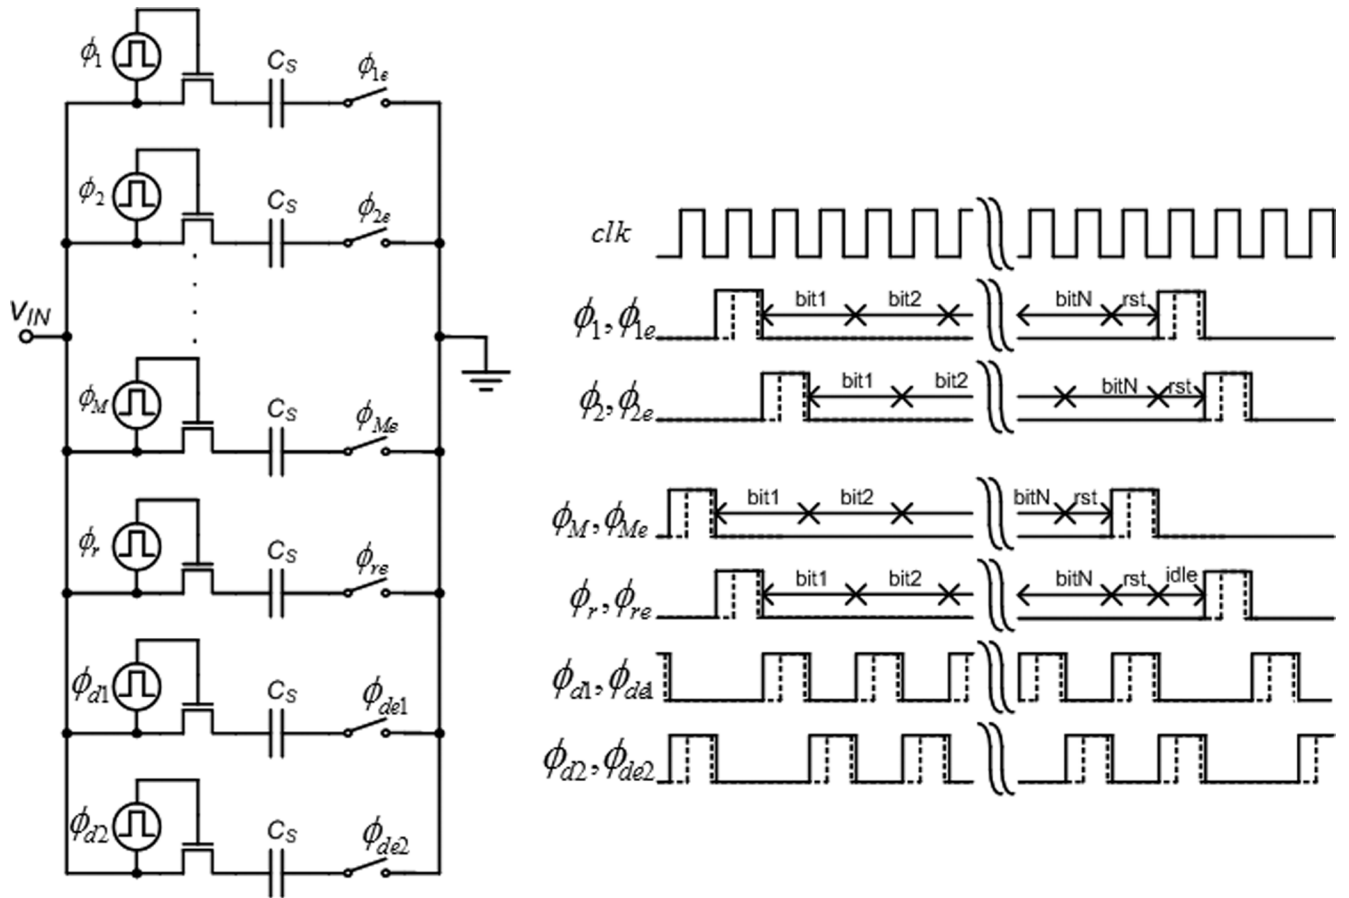 ϕ1 CS ϕ1e
ϕ2 CS ϕ2e
VIN
ϕM CS ϕMe
ϕr CS ϕre
ϕd1 CS ϕde1
ϕd2 CS ϕde2
clk
ϕ1, ϕ1e bit1 bit2 bitN rst
ϕ2, ϕ2e bit1 bit2 bitN rst
ϕM, ϕMe bit1 bit2 bitN rst
ϕr, ϕre bit1 bit2 bitN rst idle
ϕd1, ϕde1
ϕd2, ϕde2